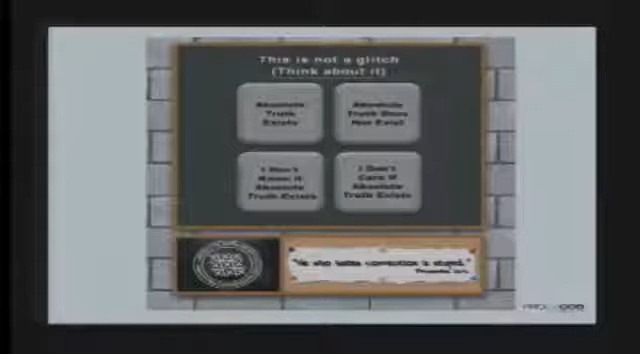 This is not a glitch
(Think about it)
Absolute
Truth
Exists
Absolute
Truth Does
Not Exist
I Don't
Know if
Absolute
Truth Exists
I Don't
Care if
Absolute
Truth Exists
"He who hates correction is stupid."
Proverbs